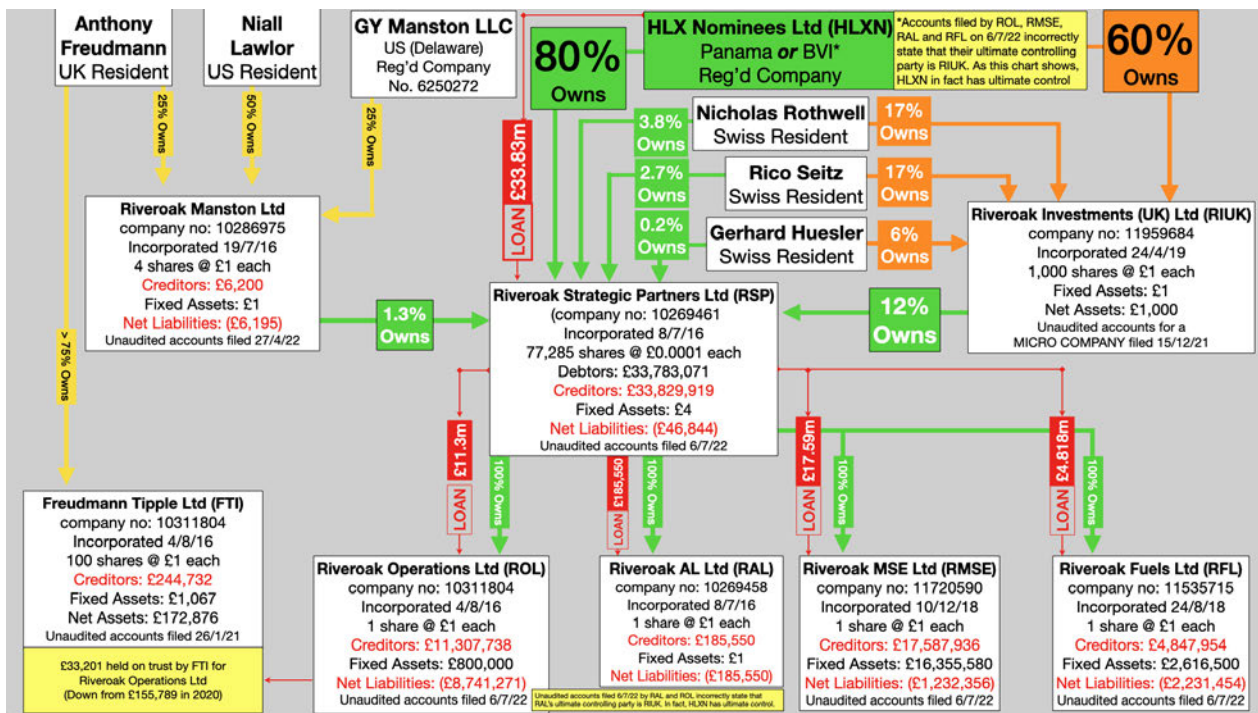 Anthony
Freudmann
UK Resident
Niall
Lawlor
US Resident
GY Manston LLC
US (Delaware)
Reg'd Company
No. 6250272
80%
Owns
HLX Nominees Ltd (HLXN)
Panama or BVI*
Reg'd Company
*Accounts filed by ROL, RMSE,
RAL and RFL on 6/7/22 incorrectly
state that their ultimate controlling
party is RIUK. As this chart shows,
HLXN in fact has ultimate control
60%
Owns
25% Owns
50% Owns
25% Owns
LOAN £33.83m
3.8%
Owns
Nicholas Rothwell
Swiss Resident
17%
Owns
2.7%
Owns
Rico Seitz
Swiss Resident
17%
Owns
0.2%
Owns
Gerhard Huesler
Swiss Resident
6%
Owns
Riveroak Manston Ltd
company no: 10286975
Incorporated 19/7/16
4 shares @ £1 each
Creditors: £6,200
Fixed Assets: £1
Net Liabilities: (£6,195)
Unaudited accounts filed 27/4/22
1.3%
Owns
Riveroak Strategic Partners Ltd (RSP)
(company no: 10269461
Incorporated 8/7/16
77,285 shares @ £0.0001 each
Debtors: £33,783,071
Creditors: £33,829,919
Fixed Assets: £4
Net Liabilities: (£46,844)
Unaudited accounts filed 6/7/22
12%
Owns
Riveroak Investments (UK) Ltd (RIUK)
company no: 11959684
Incorporated 24/4/19
1,000 shares @ £1 each
Fixed Assets: £1
Net Assets: £1,000
Unaudited accounts for a
MICRO COMPANY filed 15/12/21
> 75% Owns
LOAN £11.3m
100% Owns
LOAN £185,550
100% Owns
LOAN £17.59m
100% Owns
LOAN £4.818m
100% Owns
Freudmann Tipple Ltd (FTI)
company no: 10311804
Incorporated 4/8/16
100 shares @ £1 each
Creditors: £244,732
Fixed Assets: £1,067
Net Assets: £172,876
Unaudited accounts filed 26/1/21
£33,201 held on trust by FTI for
Riveroak Operations Ltd
(Down from £155,789 in 2020)
Riveroak Operations Ltd (ROL)
company no: 10311804
Incorporated 4/8/16
1 share @ £1 each
Creditors: £11,307,738
Fixed Assets: £800,000
Net Liabilities: (£8,741,271)
Unaudited accounts filed 6/7/22
Riveroak AL Ltd (RAL)
company no: 10269458
Incorporated 8/7/16
1 share @ £1 each
Creditors: £185,550
Fixed Assets: £1
Net Liabilities: (£185,550)
Unaudited accounts filed 6/7/22 by RAL and ROL incorrectly state that
RAL's ultimate controlling party is RIUK. In fact, HLXN has ultimate control.
Riveroak MSE Ltd (RMSE)
company no: 11720590
Incorporated 10/12/18
1 share @ £1 each
Creditors: £17,587,936
Fixed Assets: £16,355,580
Net Liabilities: (£1,232,356)
Unaudited accounts filed 6/7/22
Riveroak Fuels Ltd (RFL)
company no: 11535715
Incorporated 24/8/18
1 share @ £1 each
Creditors: £4,847,954
Fixed Assets: £2,616,500
Net Liabilities: (£2,231,454)
Unaudited accounts filed 6/7/22